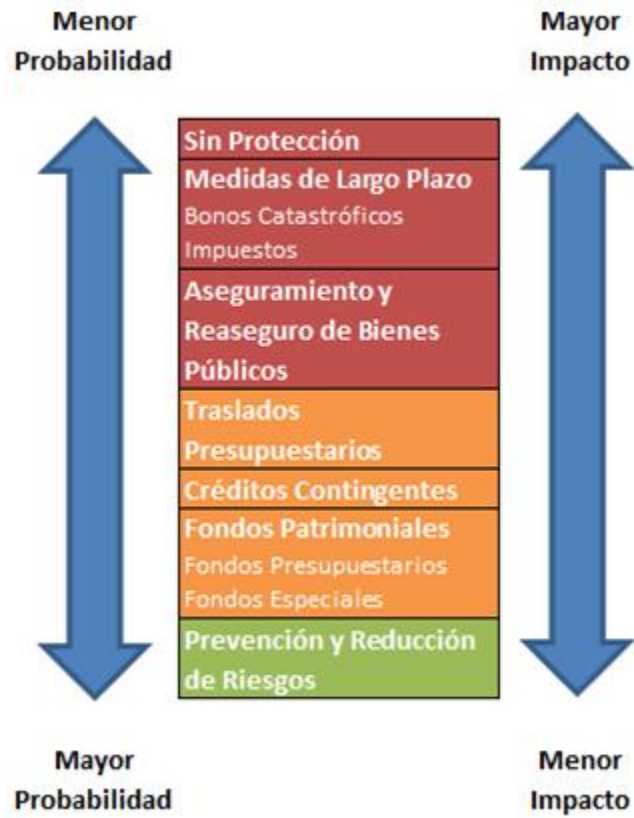 Menor
Probabilidad
Mayor
Impacto
Sin Protección
Medidas de Largo Plazo
Bonos Catastróficos
Impuestos
Aseguramiento y
Reaseguro de Bienes
Públicos
Traslados
Presupuestarios
Créditos Contingentes
Fondos Patrimoniales
Fondos Presupuestarios
Fondos Especiales
Prevención y Reducción
de Riesgos
Mayor
Probabilidad
Menor
Impacto